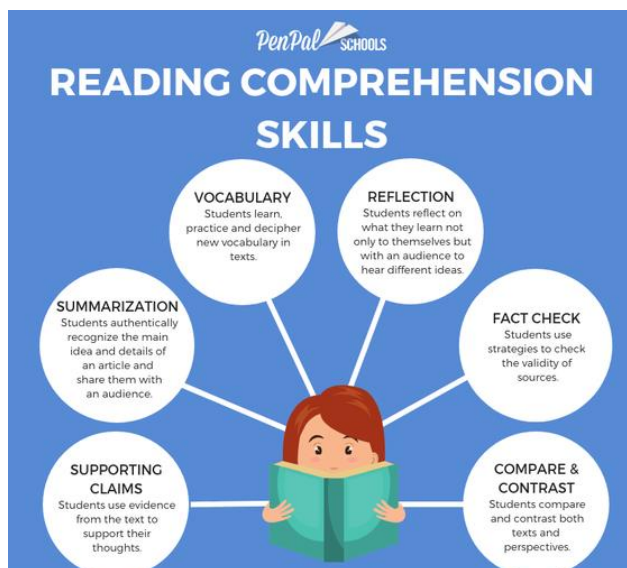 PenPal SCHOOLS
READING COMPREHENSION
SKILLS
VOCABULARY
Students learn,
practice and decipher
new vocabulary in
texts.
REFLECTION
Students reflect on
what they learn not
only to themselves but
with an audience to
hear different ideas.
SUMMARIZATION
Students authentically
recognize the main
idea and details of
an article and
share them with
an audience.
FACT CHECK
Students use
strategies to check
the validity of
sources.
SUPPORTING
CLAIMS
Students use evidence
from the text to
support their
thoughts.
COMPARE &
CONTRAST
Students compare
and contrast both
texts and
perspectives.